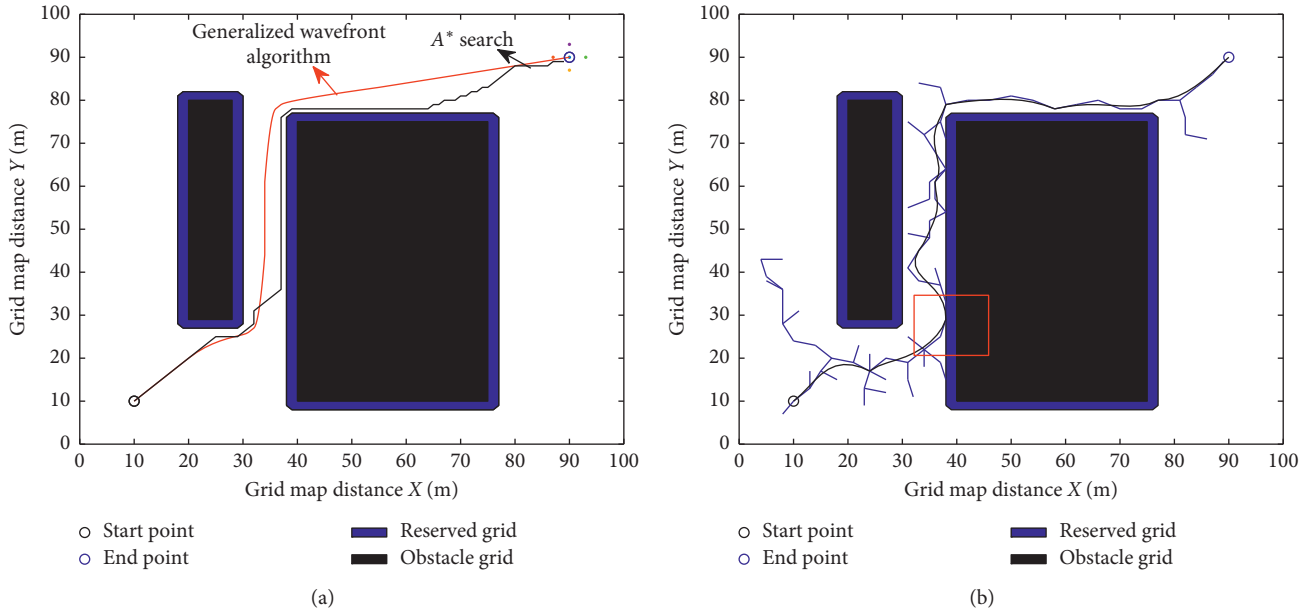 100
90
80
70
60
50
40
30
20
10
0
Grid map distance Y (m)
Generalized wavefront
algorithm
A* search
0 10 20 30 40 50 60 70 80 90 100
Grid map distance X (m)
Start point
End point
Reserved grid
Obstacle grid
(a)
100
90
80
70
60
50
40
30
20
10
0
Grid map distance Y (m)
0 10 20 30 40 50 60 70 80 90 100
Grid map distance X (m)
Start point
End point
Reserved grid
Obstacle grid
(b)